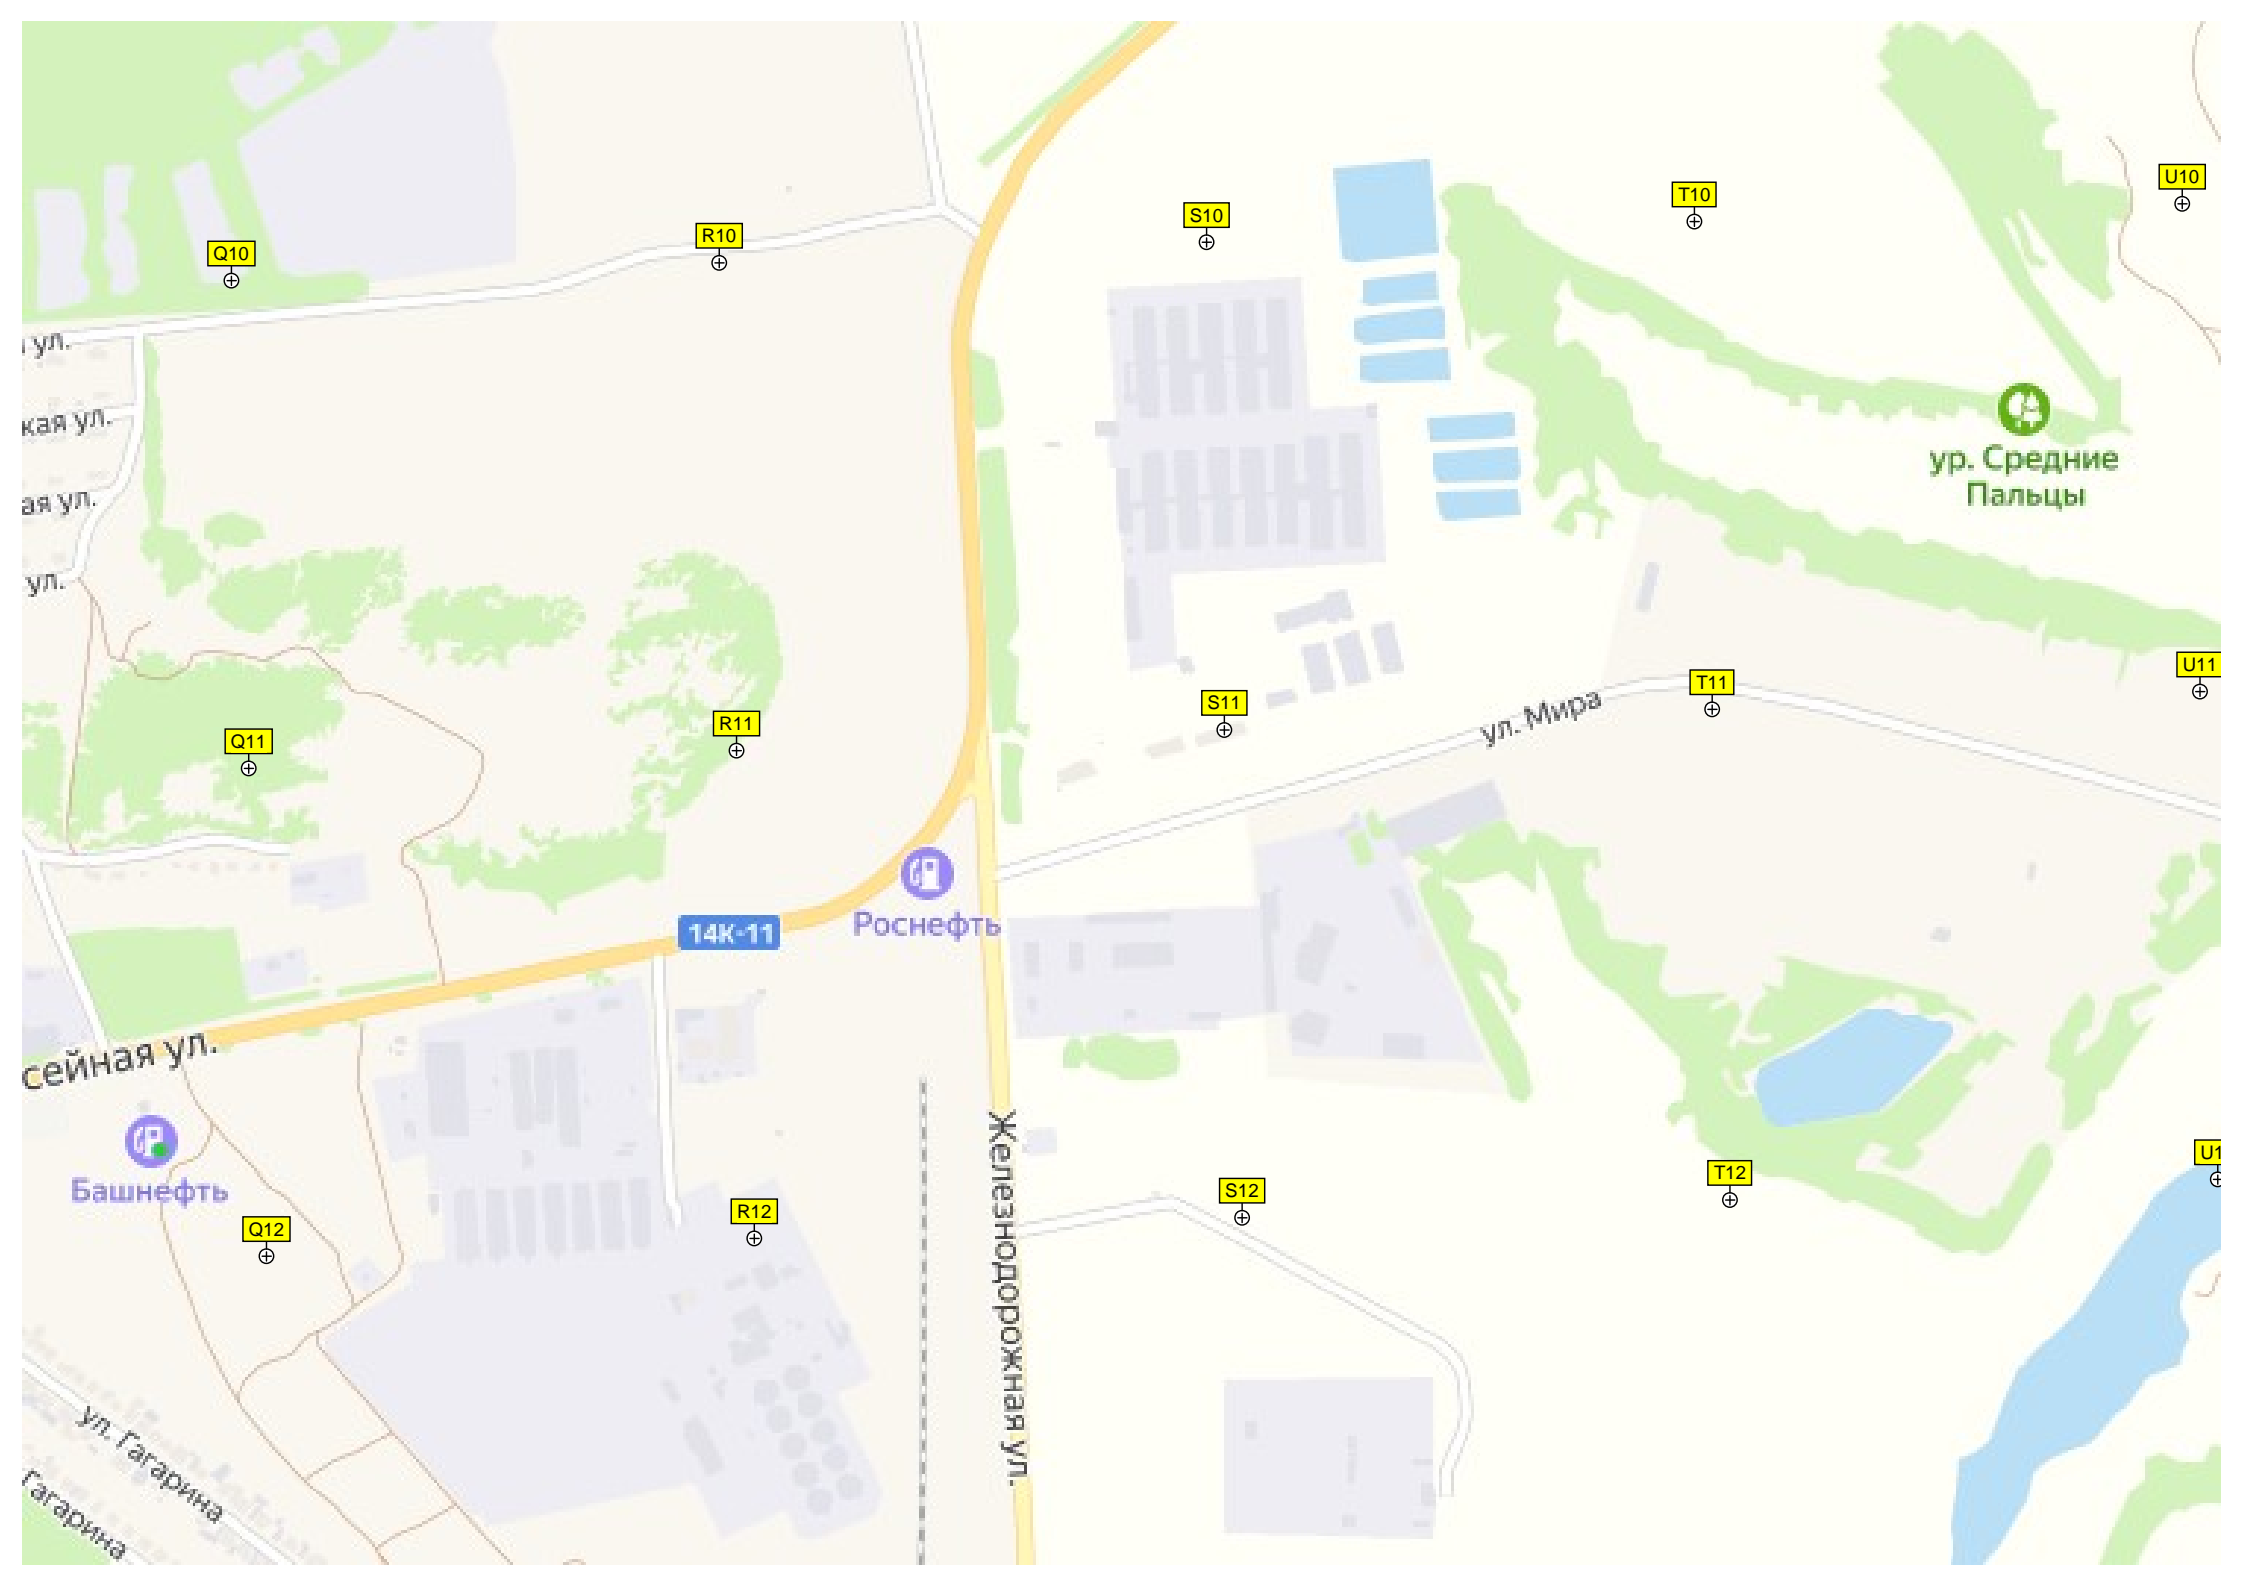 U10
T10
S10
R10
Q10
ул.
кая ул.
ур. Средние
Пальцы
ая ул.
ул.
U11
T11
S11
ул. Мира
R11
Q11
Роснефть
14К-11
сейная ул.
Железнодорожная ул.
Башнефть
U1
T12
S12
R12
Q12
ул. Гагарина
Гагарина